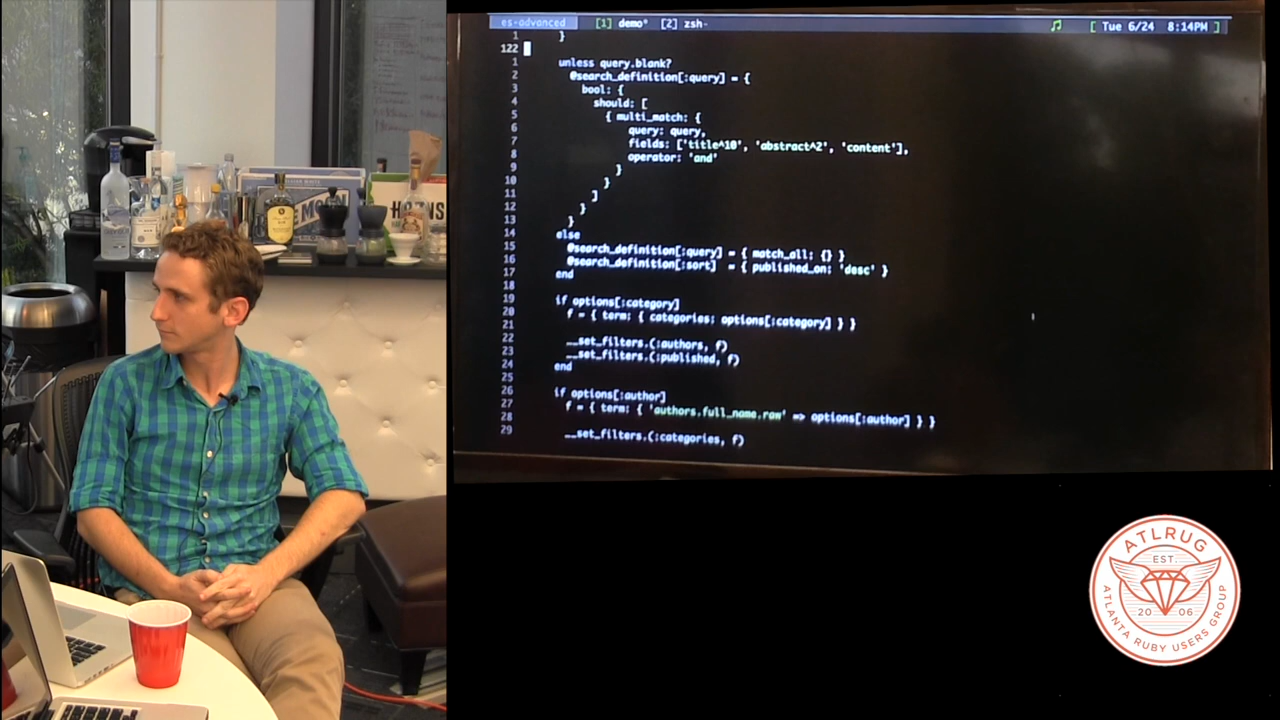 es-advanced [1] demo* [2] zsh- [ Tue 6/24 8:14PM ]
1 }
122
1 unless query.blank?
2 @search_definition[:query] = {
3 bool: {
4 should: [
5 { multi_match: {
6 query: query,
7 fields: ['title^10', 'abstract^2', 'content'],
8 operator: 'and'
9 }
10 }
11 ]
12 }
13 }
14 else
15 @search_definition[:query] = { match_all: {} }
16 @search_definition[:sort] = { published_on: 'desc' }
17 end
18
19 if options[:category]
20 f = { term: { categories: options[:category] } }
21
22 __set_filters.(:authors, f)
23 __set_filters.(:published, f)
24 end
25
26 if options[:author]
27 f = { term: { 'authors.full_name.raw' => options[:author] } }
28
29 __set_filters.(:categories, f)
ATLRUG
EST.
20 06
ATLANTA RUBY USERS GROUP